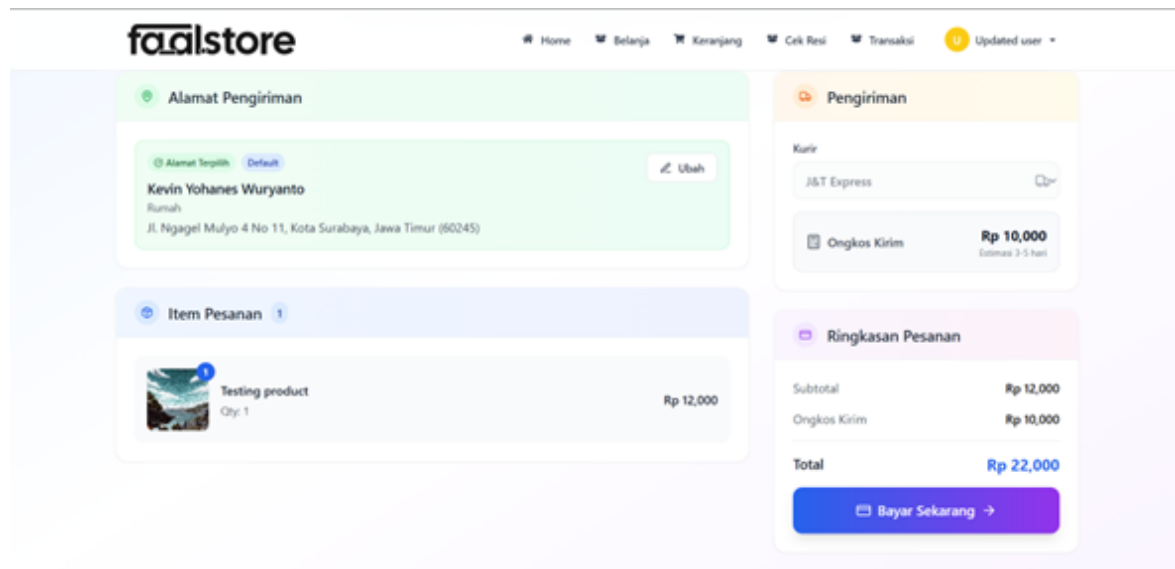 faalstore
Home Belanja Keranjang Cek Resi Transaksi U Updated user
Alamat Pengiriman
Alamat Terpilih Default
Ubah
Kevin Yohanes Wuryanto
Rumah
Jl. Ngagel Mulyo 4 No 11, Kota Surabaya, Jawa Timur (60245)
Item Pesanan 1
1
Testing product
Qty: 1
Rp 12,000
Pengiriman
Kurir
J&T Express
Ongkos Kirim
Rp 10,000
Estimasi 3-5 hari
Ringkasan Pesanan
Subtotal Rp 12,000
Ongkos Kirim Rp 10,000
Total Rp 22,000
Bayar Sekarang →